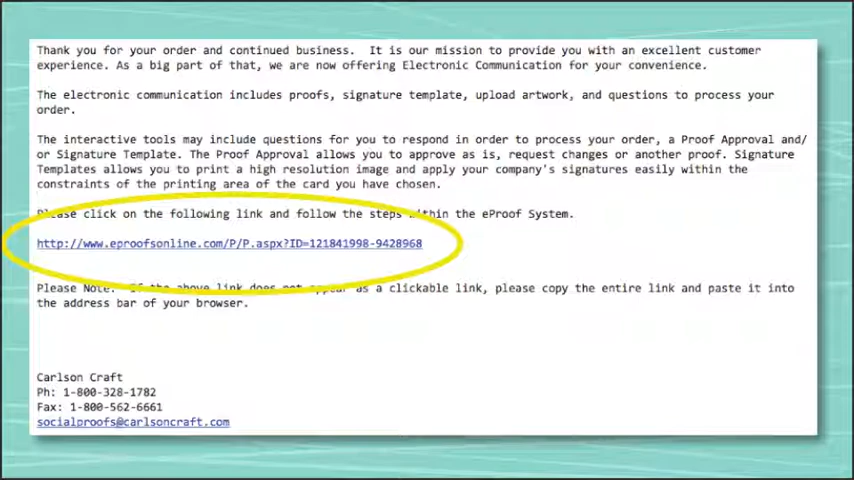 Thank you for your order and continued business. It is our mission to provide you with an excellent customer
experience. As a big part of that, we are now offering Electronic Communication for your convenience.
The electronic communication includes proofs, signature template, upload artwork, and questions to process your
order.
The interactive tools may include questions for you to respond in order to process your order, a Proof Approval and/
or Signature Template. The Proof Approval allows you to approve as is, request changes or another proof. Signature
Templates allows you to print a high resolution image and apply your company's signatures easily within the
constraints of the printing area of the card you have chosen.
Please click on the following link and follow the steps within the eProof System.
http://www.eproofsonline.com/P/P.aspx?ID=121841998-9428968
Please Note: If the above link does not appear as a clickable link, please copy the entire link and paste it into
the address bar of your browser.
Carlson Craft
Ph: 1-800-328-1782
Fax: 1-800-562-6661
socialproofs@carlsoncraft.com